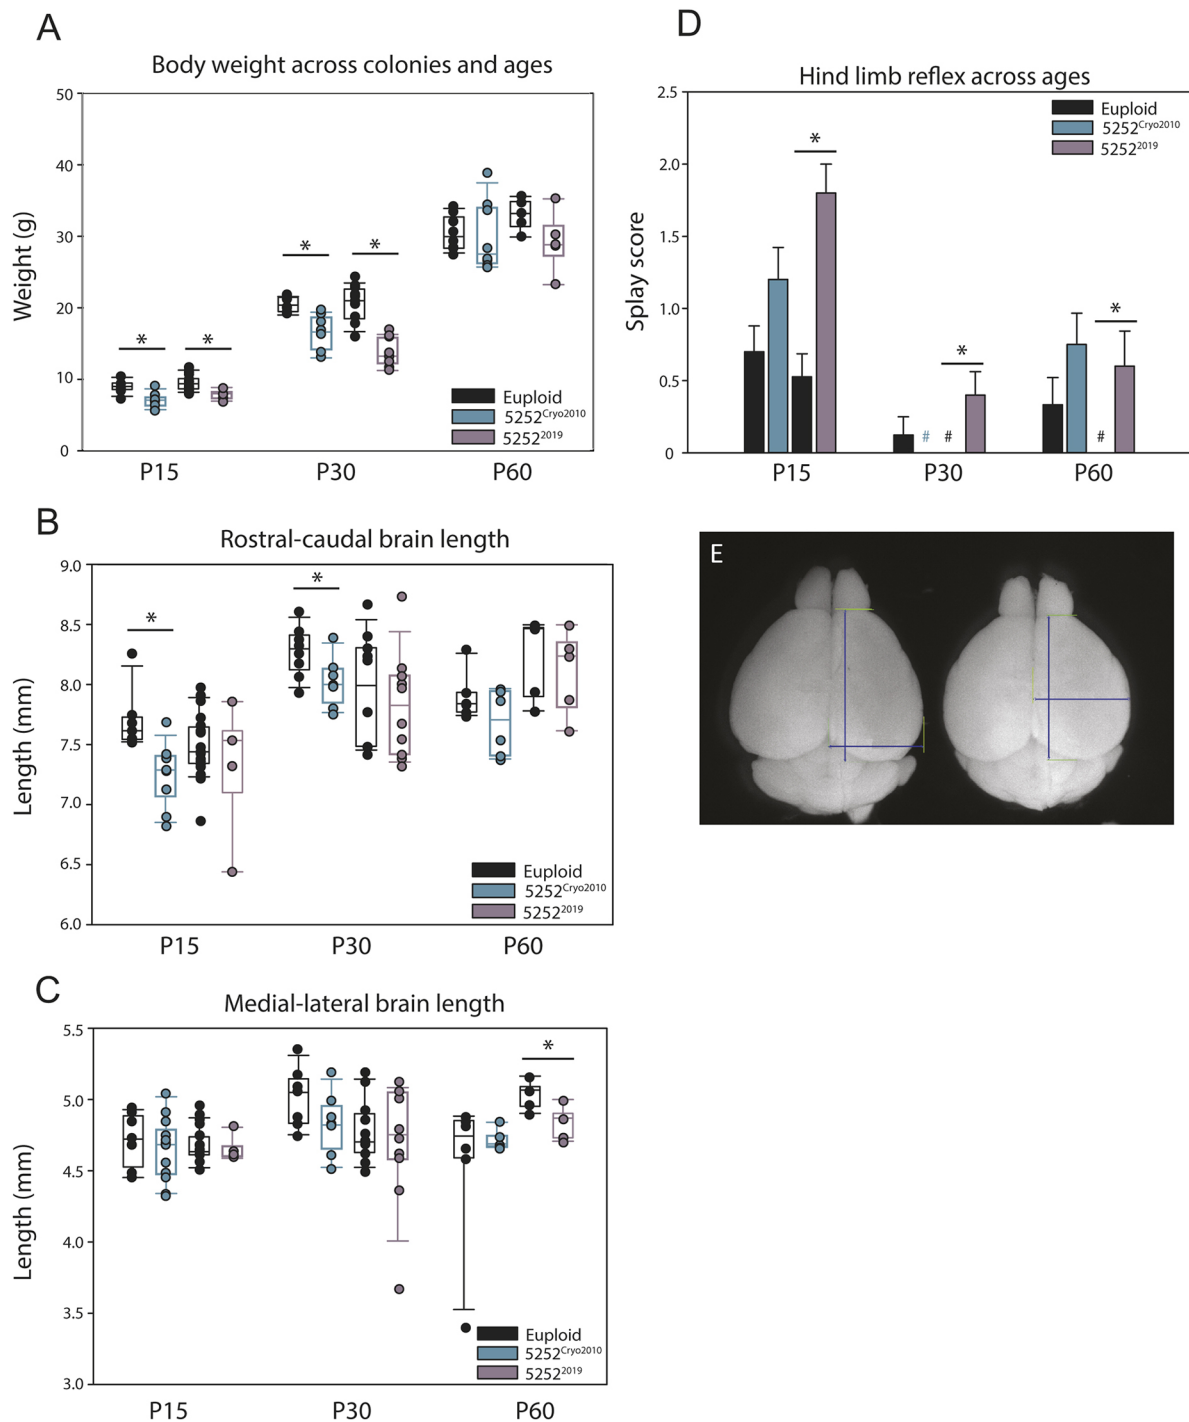 A
Body weight across colonies and ages
Weight (g)
50
40
30
20
10
0
*
*
*
*
P15
P30
P60
Euploid
5252Cryo2010
52522019
B
Rostral-caudal brain length
Length (mm)
9.0
8.5
8.0
7.5
7.0
6.5
6.0
*
*
P15
P30
P60
Euploid
5252Cryo2010
52522019
C
Medial-lateral brain length
Length (mm)
5.5
5.0
4.5
4.0
3.5
3.0
*
P15
P30
P60
Euploid
5252Cryo2010
52522019
D
Hind limb reflex across ages
Splay score
2.5
2.0
1.5
1.0
0.5
0
*
*
*
# #
#
P15
P30
P60
Euploid
5252Cryo2010
52522019
E